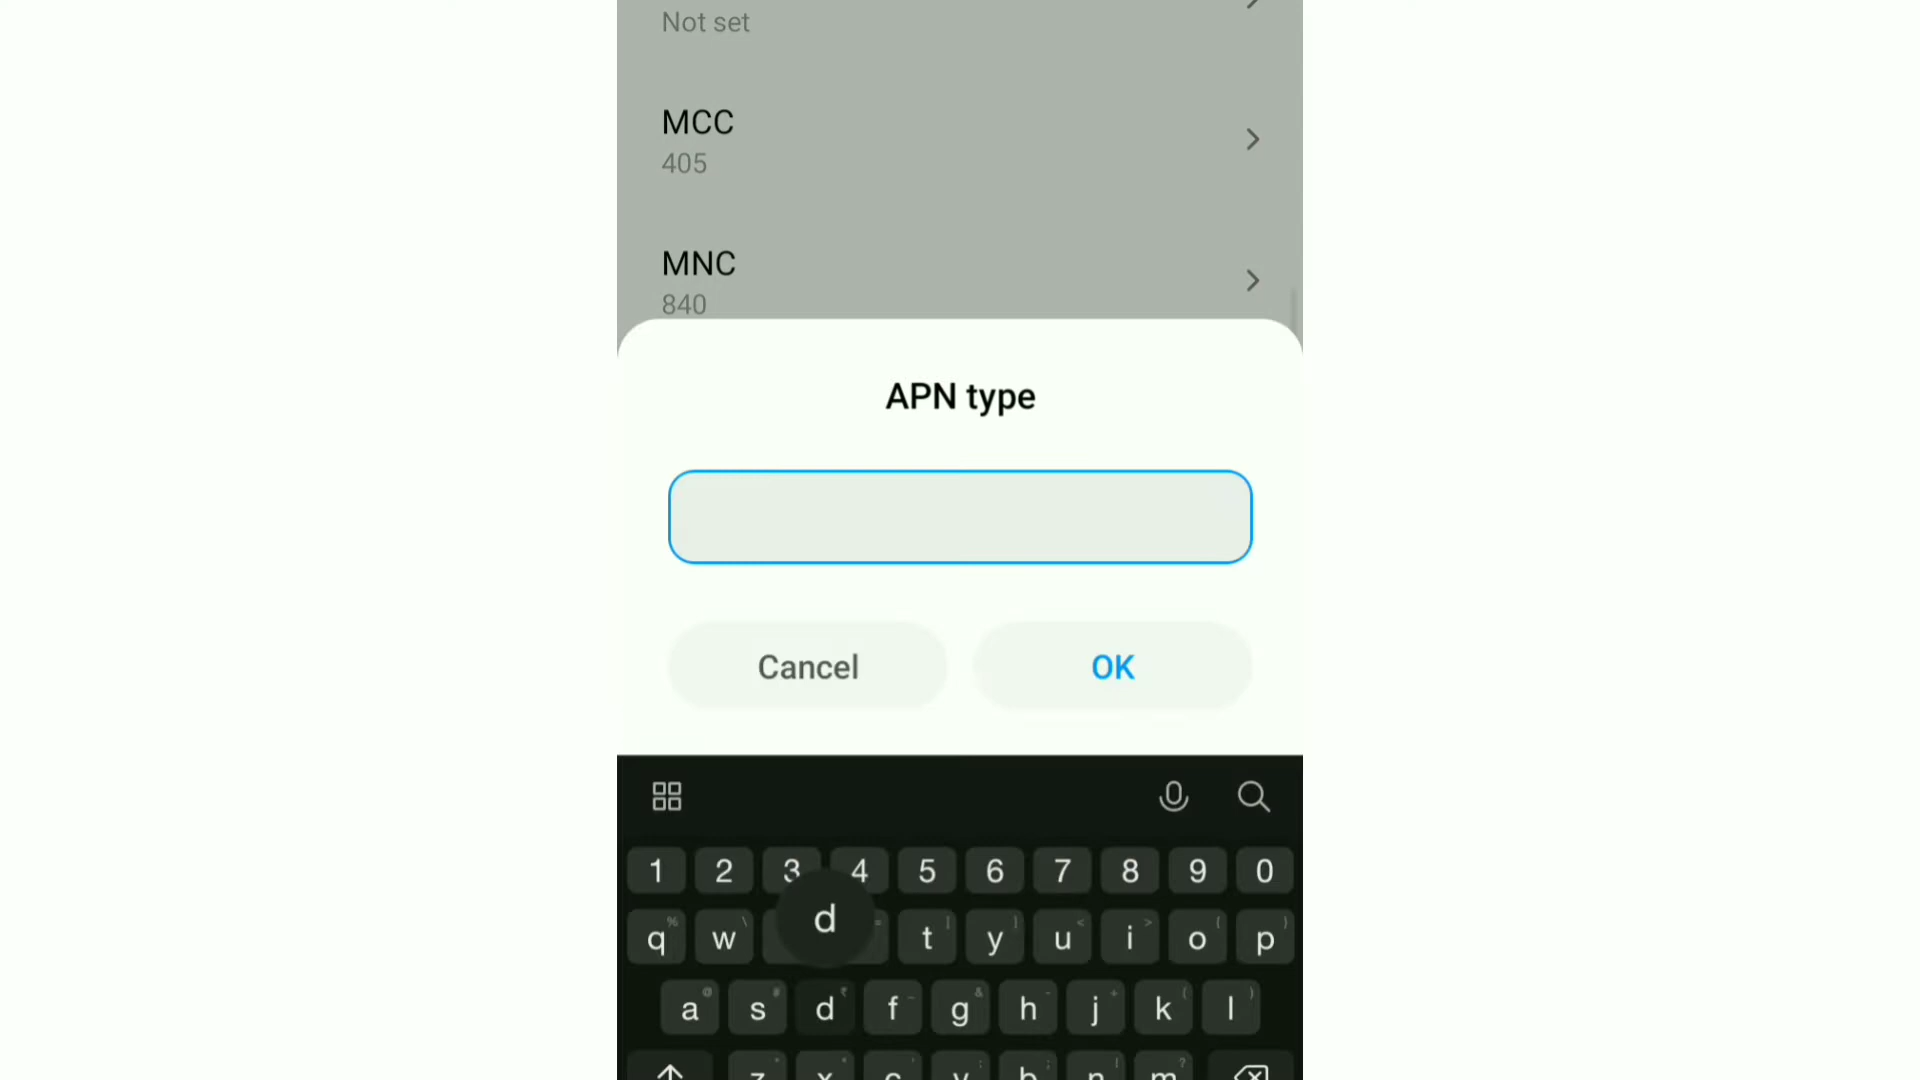 Not set
MCC
405
MNC
840
APN type
Cancel OK
1 2 3 4 5 6 7 8 9 0
d
q w t y u i o p
a s d f g h j k l
z x c v b n m